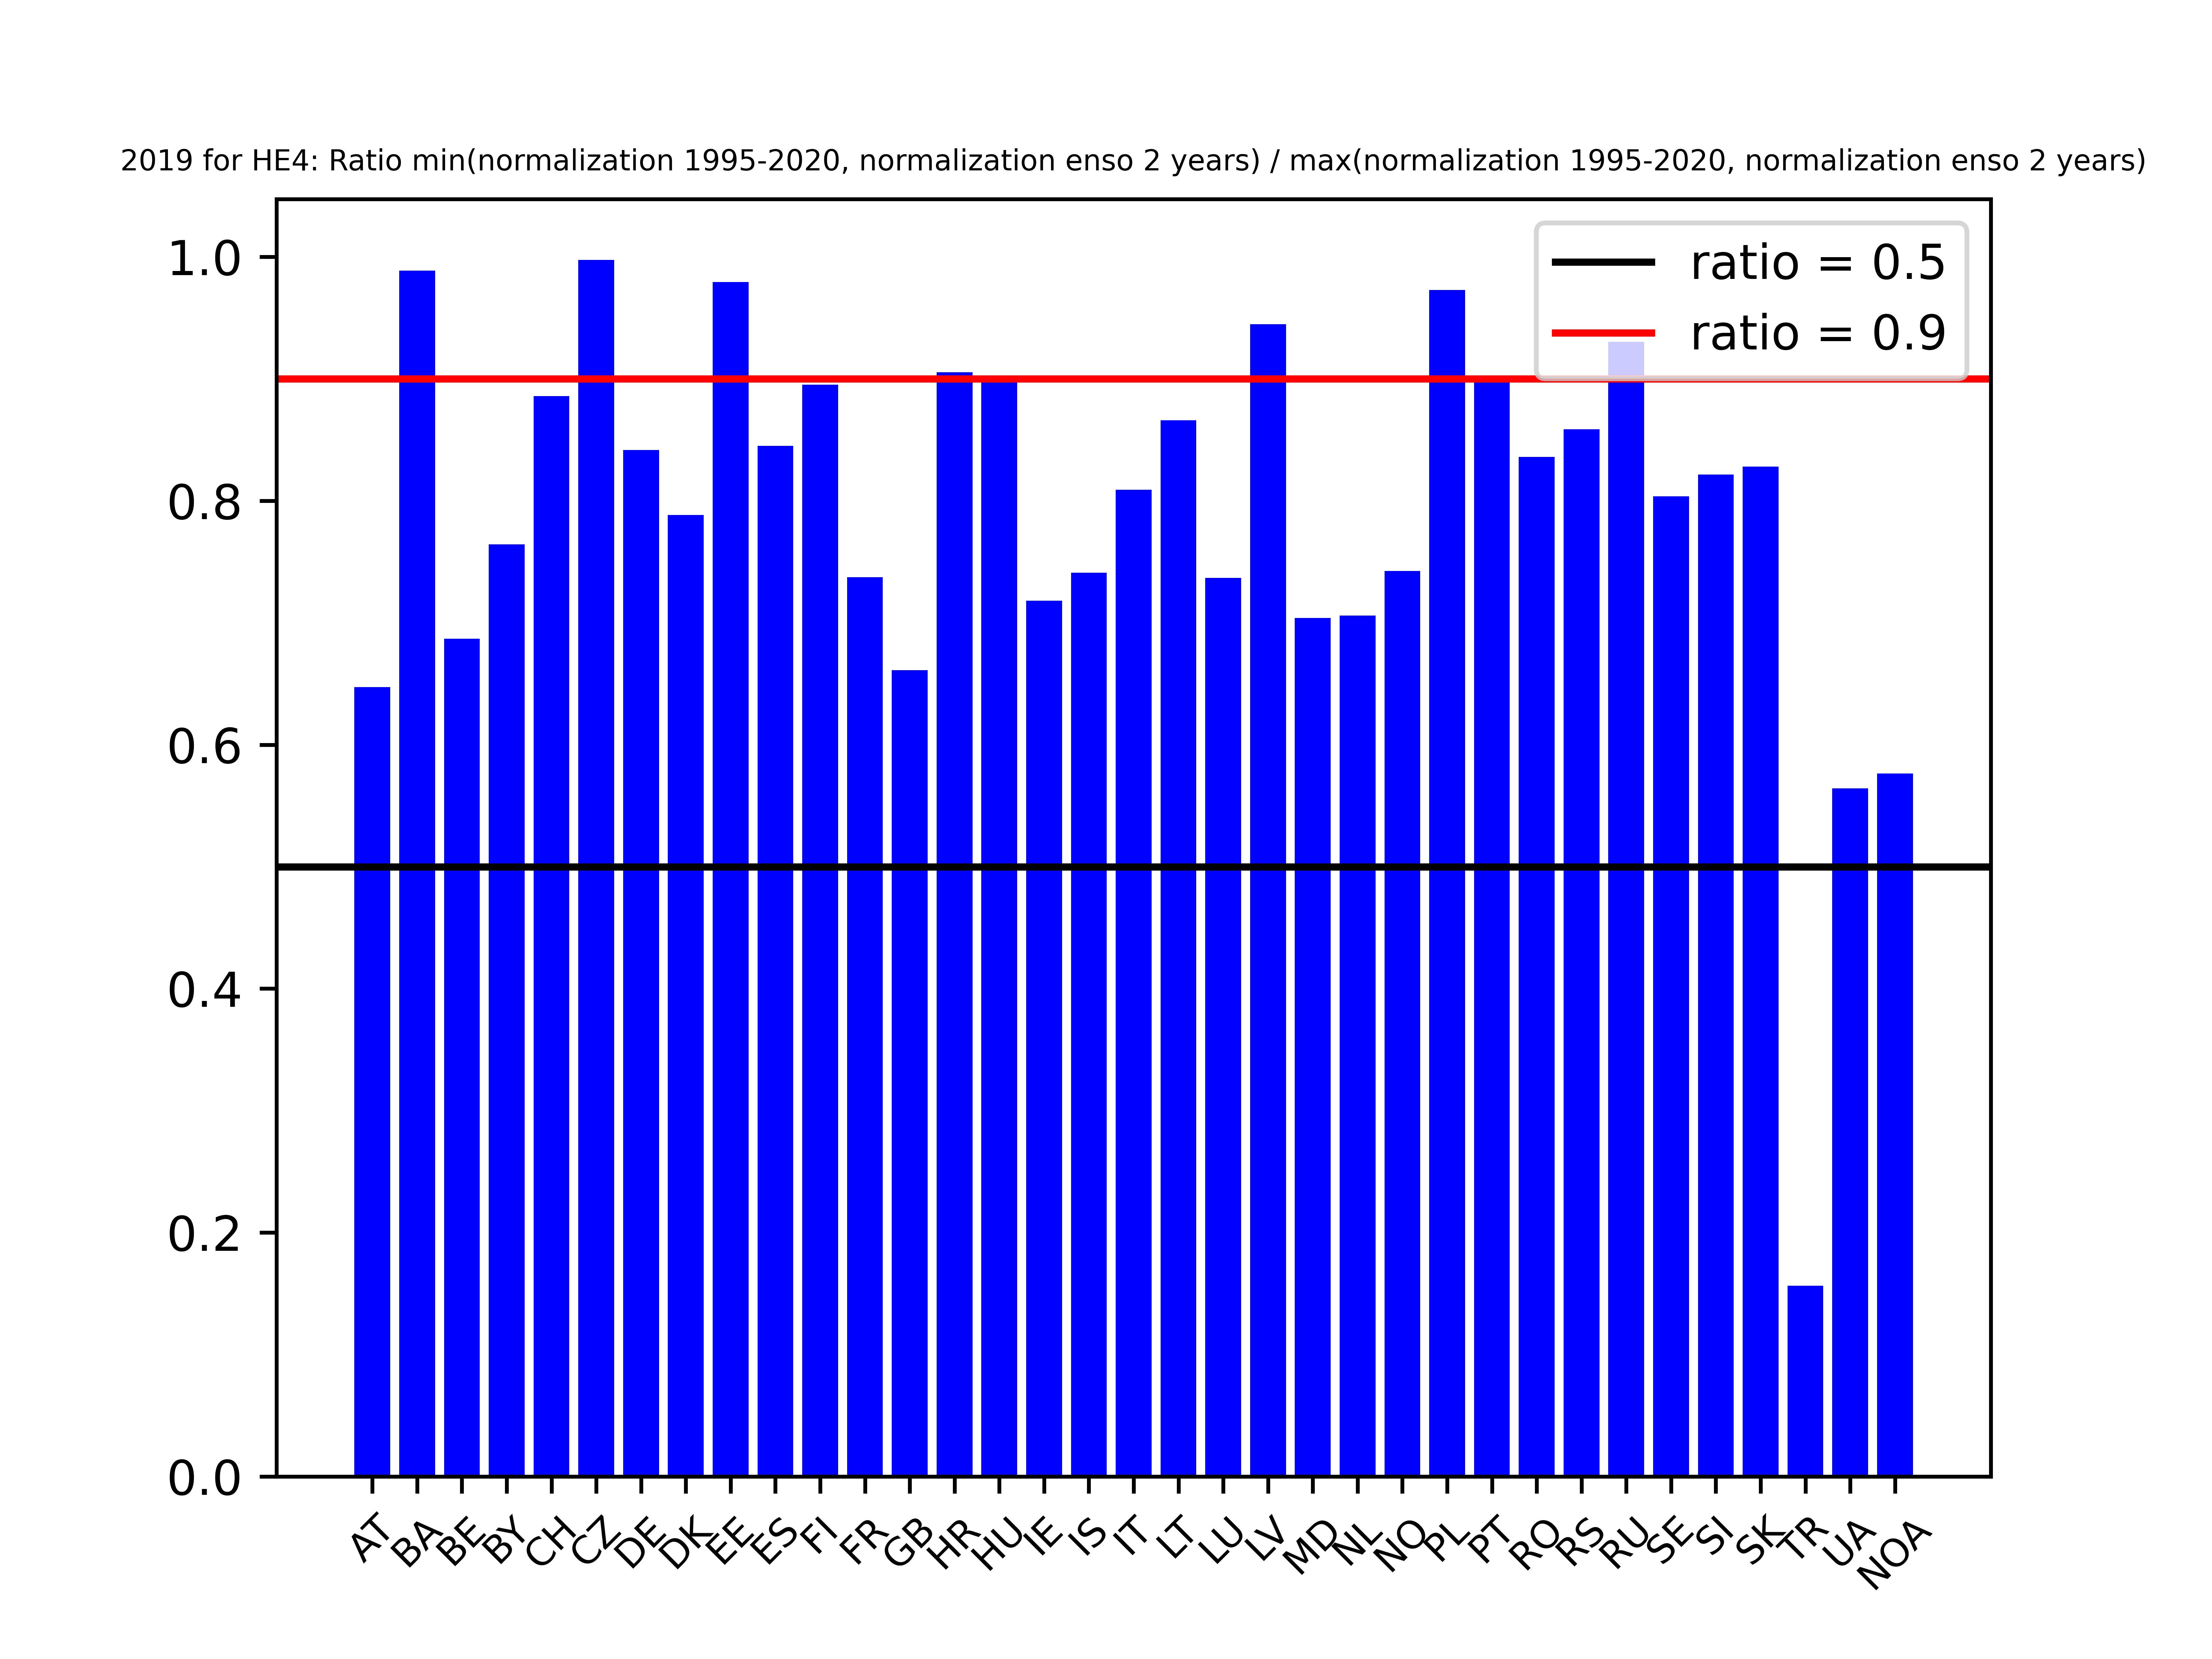 2019 for HE4: Ratio min(normalization 1995-2020, normalization enso 2 years) / max(normalization 1995-2020, normalization enso 2 years)
ratio = 0.5
ratio = 0.9
1.0
0.8
0.6
0.4
0.2
0.0
AT BA BE BY CH CZ DE DK EE ES FI FR GB HR HU IE IS IT LT LU LV MD NL NO PL PT RO RS RU SE SI SK TR UA NOA